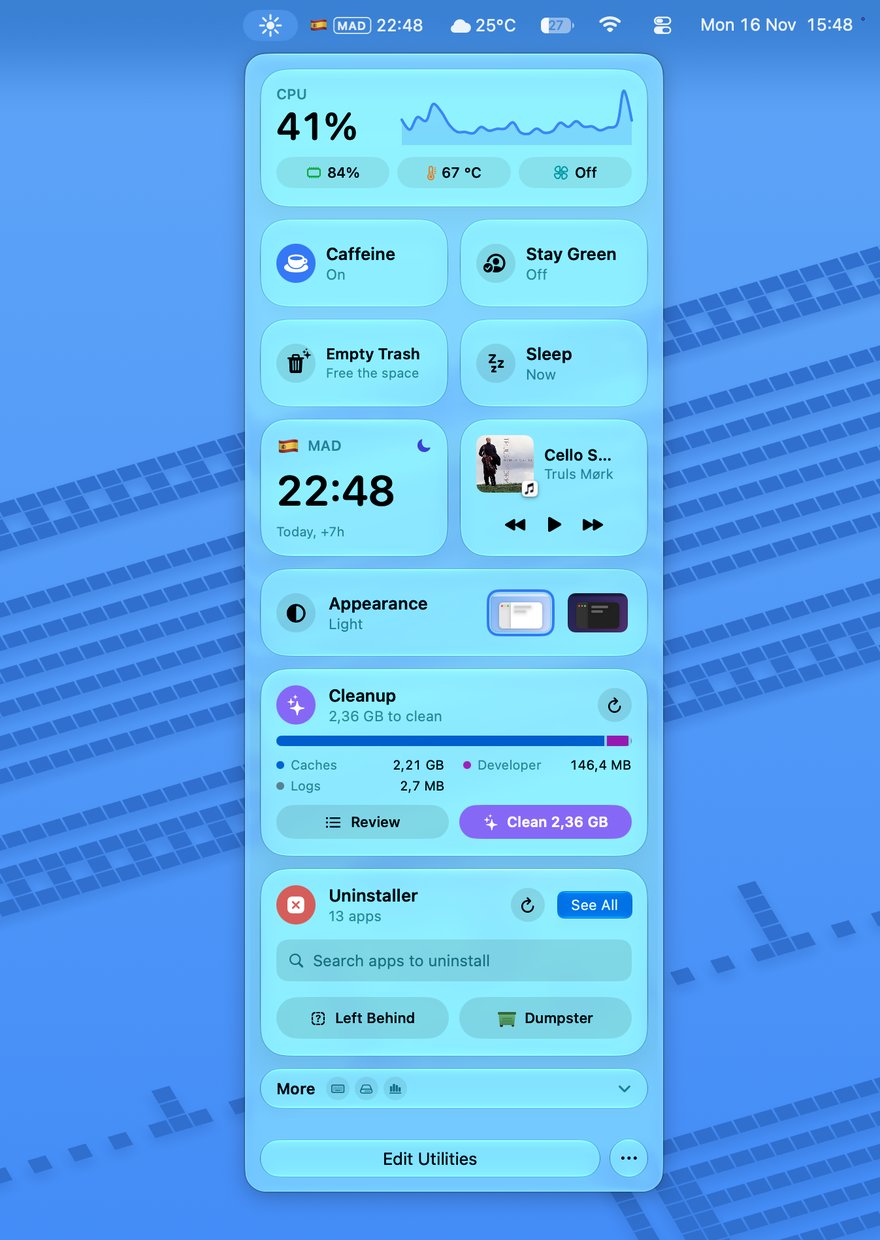 MAD 22:48 25°C 27 Mon 16 Nov 15:48
CPU
41%
84% 67 °C Off
Caffeine
On
Stay Green
Off
Empty Trash
Free the space
Sleep
Now
MAD
22:48
Today, +7h
Cello S...
Truls Mørk
Appearance
Light
Cleanup
2,36 GB to clean
Caches 2,21 GB Developer 146,4 MB
Logs 2,7 MB
Review Clean 2,36 GB
Uninstaller
13 apps
See All
Search apps to uninstall
Left Behind Dumpster
More
Edit Utilities